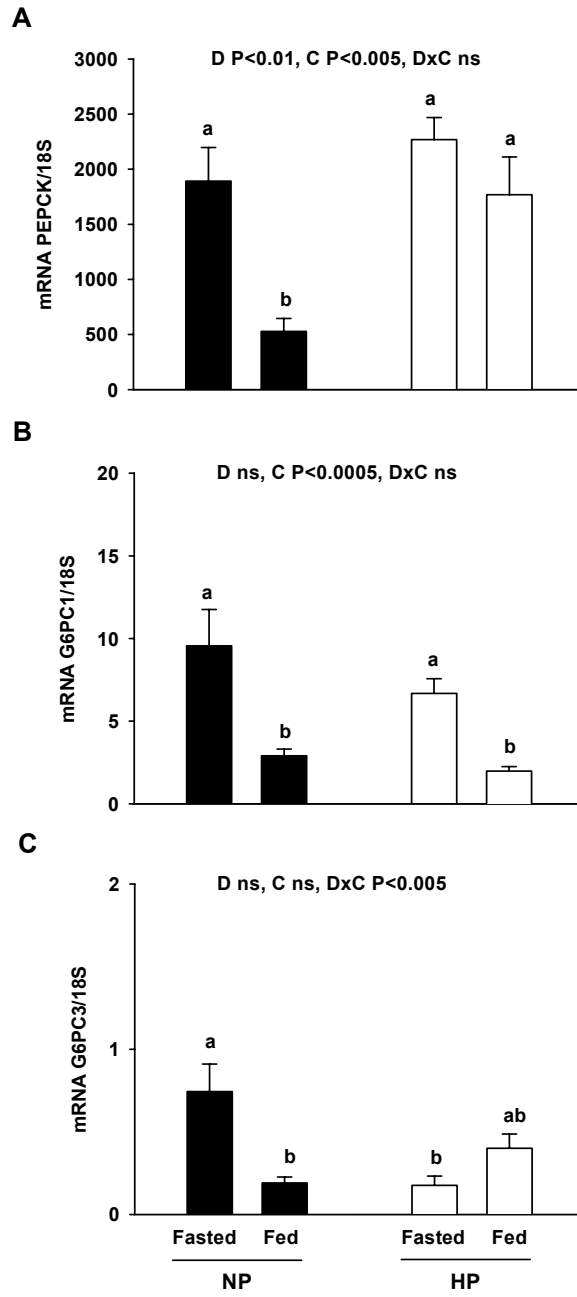 A
D P<0.01, C P<0.005, DxC ns
mRNA PEPCK/18S
3000
2500
2000
1500
1000
500
0
a
b
a
a
B
D ns, C P<0.0005, DxC ns
mRNA G6PC1/18S
20
15
10
5
0
a
b
a
b
C
D ns, C ns, DxC P<0.005
mRNA G6PC3/18S
2
1
0
a
b
b
ab
Fasted Fed Fasted Fed
NP HP